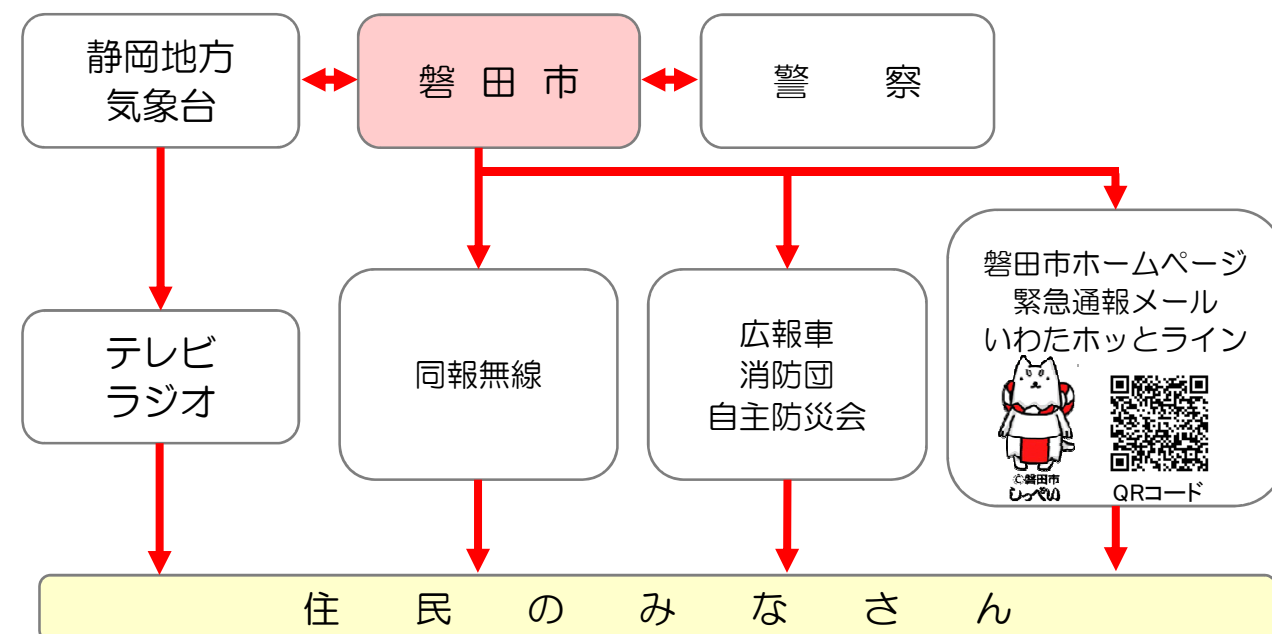 静岡地方
気象台
磐田市
警察
テレビ
ラジオ
同報無線
広報車
消防団
自主防災会
磐田市ホームページ
緊急通報メール
いわたホッとライン
©磐田市
しっぺい
QRコード
住民のみなさん